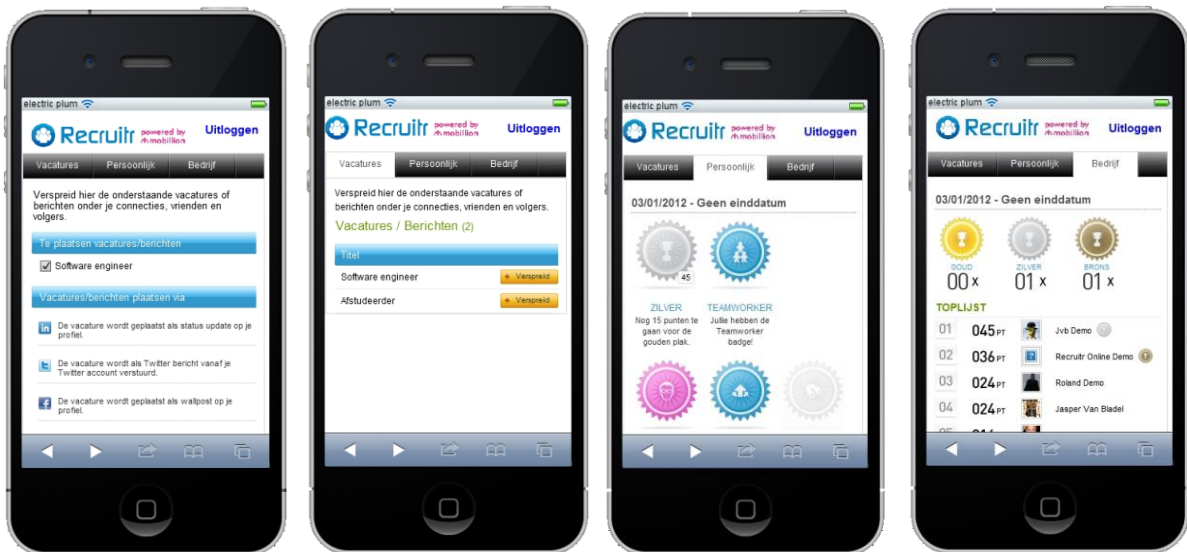 electric plum
Recruitr powered by mobillion Uitloggen
Vacatures Persoonlijk Bedrijf
Verspreid hier de onderstaande vacatures of
berichten onder je connecties, vrienden en
volgers.
Te plaatsen vacatures/berichten
Software engineer
Vacatures/berichten plaatsen via
in De vacature wordt geplaatst als status update op je
profiel.
t De vacature wordt als Twitter bericht vanaf je
Twitter account verstuurd.
f De vacature wordt geplaatst als wallpost op je
profiel.
electric plum
Recruitr powered by mobillion Uitloggen
Vacatures Persoonlijk Bedrijf
Verspreid hier de onderstaande vacatures of
berichten onder je connecties, vrienden en volgers.
Vacatures / Berichten (2)
Titel
Software engineer Verspreid
Afstudeerder Verspreid
electric plum
Recruitr powered by mobillion Uitloggen
Vacatures Persoonlijk Bedrijf
03/01/2012 - Geen einddatum
45
ZILVER
Nog 15 punten te
gaan voor de
gouden plak.
TEAMWORKER
Jullie hebben de
Teamworker
badge!
electric plum
Recruitr powered by mobillion Uitloggen
Vacatures Persoonlijk Bedrijf
03/01/2012 - Geen einddatum
GOUD ZILVER BRONS
00 x 01 x 01 x
TOPLIJST
01 045 PT Jvb Demo
02 036 PT Recruitr Online Demo
03 024 PT Roland Demo
04 024 PT Jasper Van Bladel